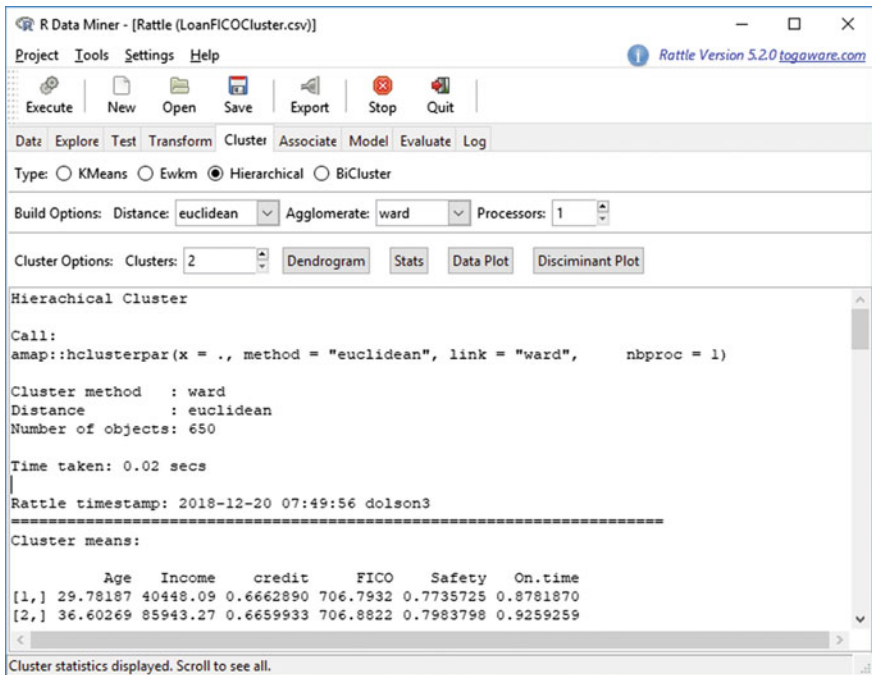 R Data Miner - [Rattle (LoanFICOCluster.csv)]
Project Tools Settings Help
Rattle Version 5.2.0 togaware.com
Execute New Open Save Export Stop Quit
Data Explore Test Transform Cluster Associate Model Evaluate Log
Type: KMeans Ewkm Hierarchical BiCluster
Build Options: Distance: euclidean Agglomerate: ward Processors: 1
Cluster Options: Clusters: 2 Dendrogram Stats Data Plot Disciminant Plot
Hierachical Cluster
Call:
amap::hclusterpar(x = ., method = "euclidean", link = "ward", nbproc = 1)
Cluster method : ward
Distance : euclidean
Number of objects: 650
Time taken: 0.02 secs
Rattle timestamp: 2018-12-20 07:49:56 dolson3
======================================================================
Cluster means:
Age Income credit FICO Safety On.time
[1,] 29.78187 40448.09 0.6662890 706.7932 0.7735725 0.8781870
[2,] 36.60269 85943.27 0.6659933 706.8822 0.7983798 0.9259259
Cluster statistics displayed. Scroll to see all.